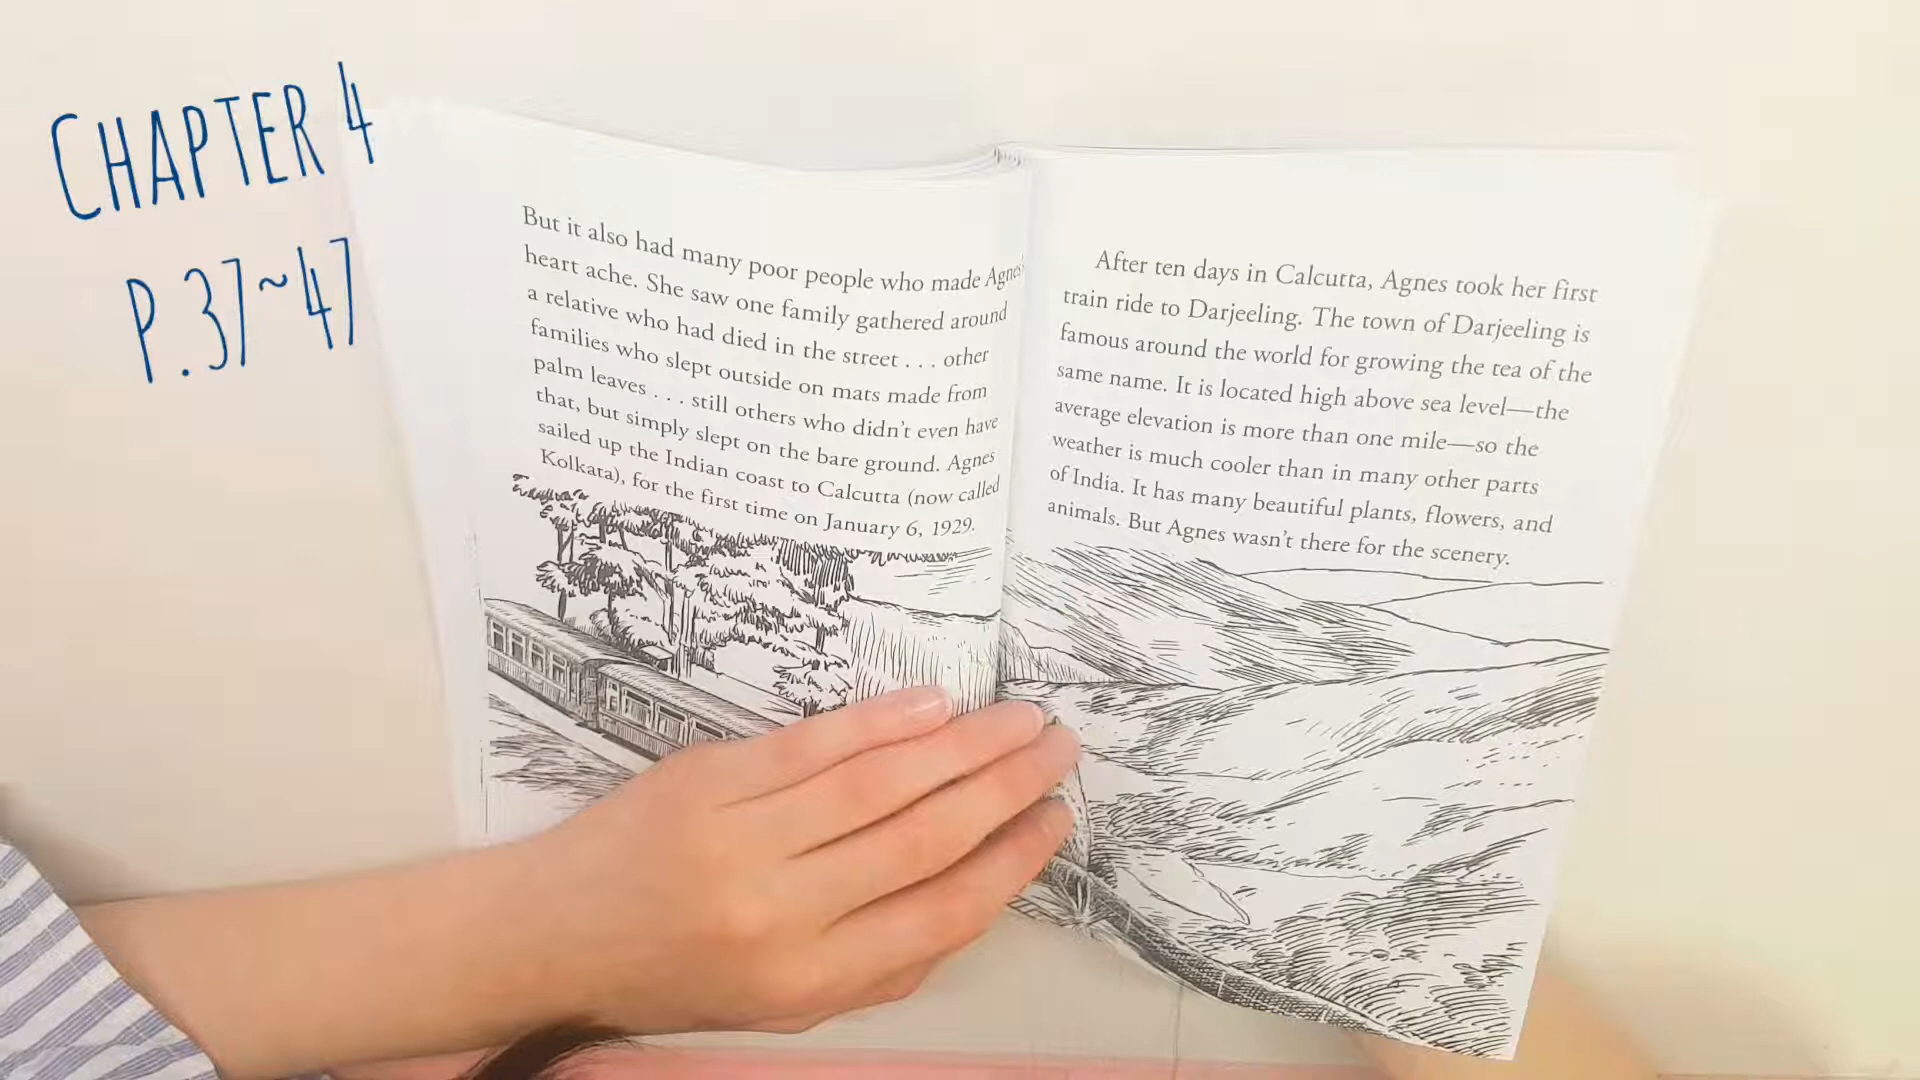 CHAPTER 4
P.37~47
But it also had many poor people who made Agnes'
heart ache. She saw one family gathered around
a relative who had died in the street . . . other
families who slept outside on mats made from
palm leaves . . . still others who didn't even have
that, but simply slept on the bare ground. Agnes
sailed up the Indian coast to Calcutta (now called
Kolkata), for the first time on January 6, 1929.
After ten days in Calcutta, Agnes took her first
train ride to Darjeeling. The town of Darjeeling is
famous around the world for growing the tea of the
same name. It is located high above sea level—the
average elevation is more than one mile—so the
weather is much cooler than in many other parts
of India. It has many beautiful plants, flowers, and
animals. But Agnes wasn't there for the scenery.